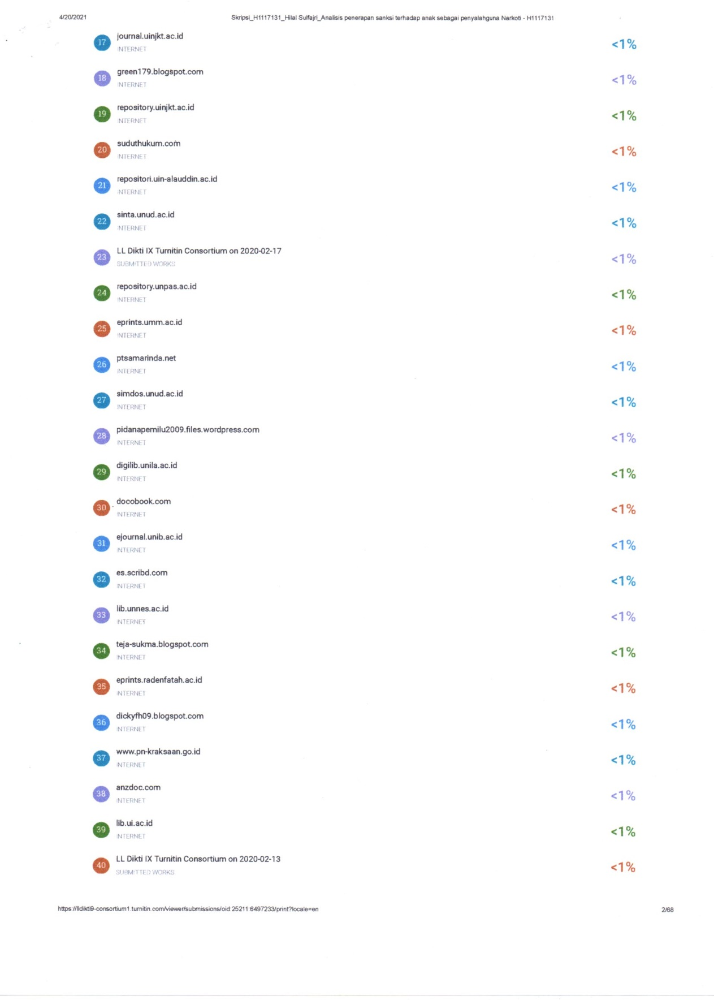 4/20/2021
Skripsi_H1117131_Hilal Sulfajri_Analisis penerapan sanksi terhadap anak sebagai penyalahguna Narkoti - H1117131
17 journal.uinjkt.ac.id <1%
INTERNET
18 green179.blogspot.com <1%
INTERNET
19 repository.uinjkt.ac.id <1%
INTERNET
20 suduthukum.com <1%
INTERNET
21 repositori.uin-alauddin.ac.id <1%
INTERNET
22 sinta.unud.ac.id <1%
INTERNET
23 LL Dikti IX Turnitin Consortium on 2020-02-17 <1%
SUBMITTED WORKS
24 repository.unpas.ac.id <1%
INTERNET
25 eprints.umm.ac.id <1%
INTERNET
26 ptsamarinda.net <1%
INTERNET
27 simdos.unud.ac.id <1%
INTERNET
28 pidanapemilu2009.files.wordpress.com <1%
INTERNET
29 digilib.unila.ac.id <1%
INTERNET
30 docobook.com <1%
INTERNET
31 ejournal.unib.ac.id <1%
INTERNET
32 es.scribd.com <1%
INTERNET
33 lib.unnes.ac.id <1%
INTERNET
34 teja-sukma.blogspot.com <1%
INTERNET
35 eprints.radenfatah.ac.id <1%
INTERNET
36 dickyfh09.blogspot.com <1%
INTERNET
37 www.pn-kraksaan.go.id <1%
INTERNET
38 anzdoc.com <1%
INTERNET
39 lib.ui.ac.id <1%
INTERNET
40 LL Dikti IX Turnitin Consortium on 2020-02-13 <1%
SUBMITTED WORKS
https://lldikti9-consortium1.turnitin.com/viewer/submissions/oid:25211:6497233/print?locale=en
2/68